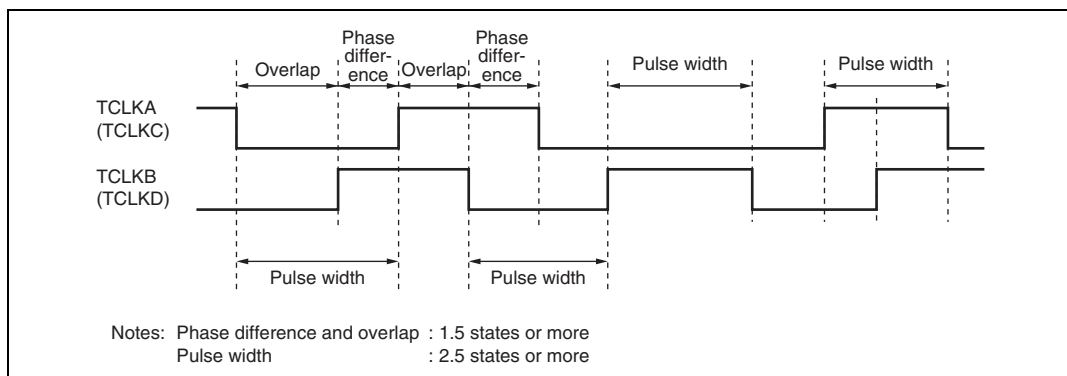 Phase
differ-
ence
Overlap
Overlap
Phase
differ-
ence
Pulse width
Pulse width
TCLKA
(TCLKC)
TCLKB
(TCLKD)
Pulse width
Pulse width
Notes: Phase difference and overlap : 1.5 states or more
Pulse width : 2.5 states or more